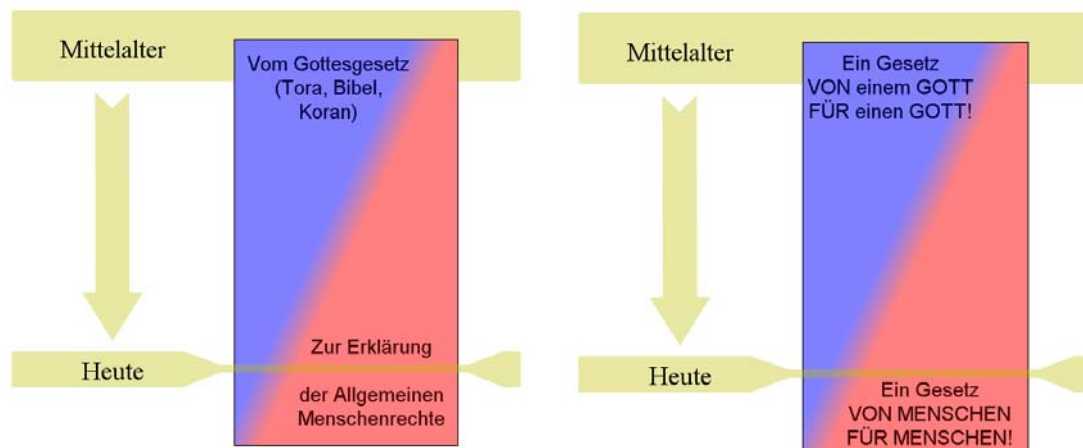 Mittelalter
Vom Gottesgesetz
(Tora, Bibel,
Koran)
Heute
Zur Erklärung
der Allgemeinen
Menschenrechte
Mittelalter
Ein Gesetz
VON einem GOTT
FÜR einen GOTT!
Heute
Ein Gesetz
VON MENSCHEN
FÜR MENSCHEN!